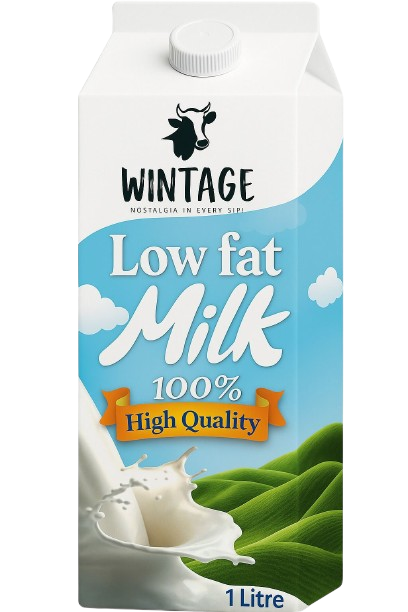 WINTAGE
NOSTALGIA IN EVERY SIP!
Low fat
Milk
100%
High Quality
1 Litre